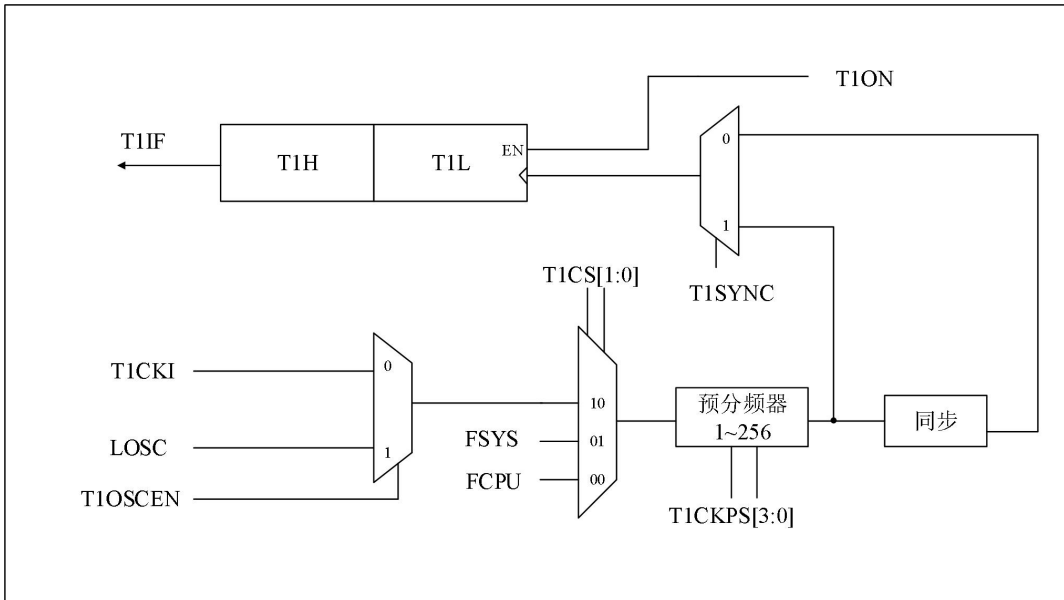 T1ON
T1IF
T1H
T1L
EN
0
1
T1SYNC
T1CS[1:0]
T1CKI
0
10
预分频器
1~256
同步
LOSC
1
FSYS
01
FCPU
00
T1OSCEN
T1CKPS[3:0]